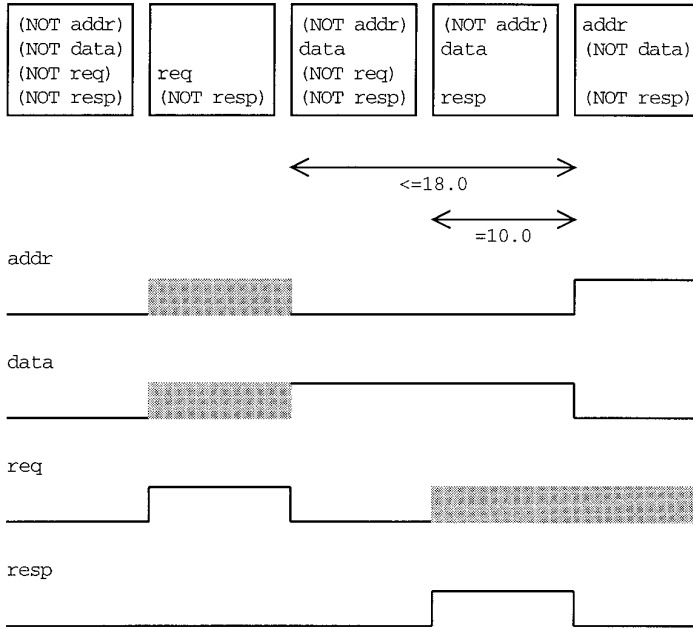 (NOT addr)
(NOT data)
(NOT req)
(NOT resp)
req
(NOT resp)
(NOT addr)
data
(NOT req)
(NOT resp)
(NOT addr)
data
resp
addr
(NOT data)
(NOT resp)
<=18.0
=10.0
addr
data
req
resp